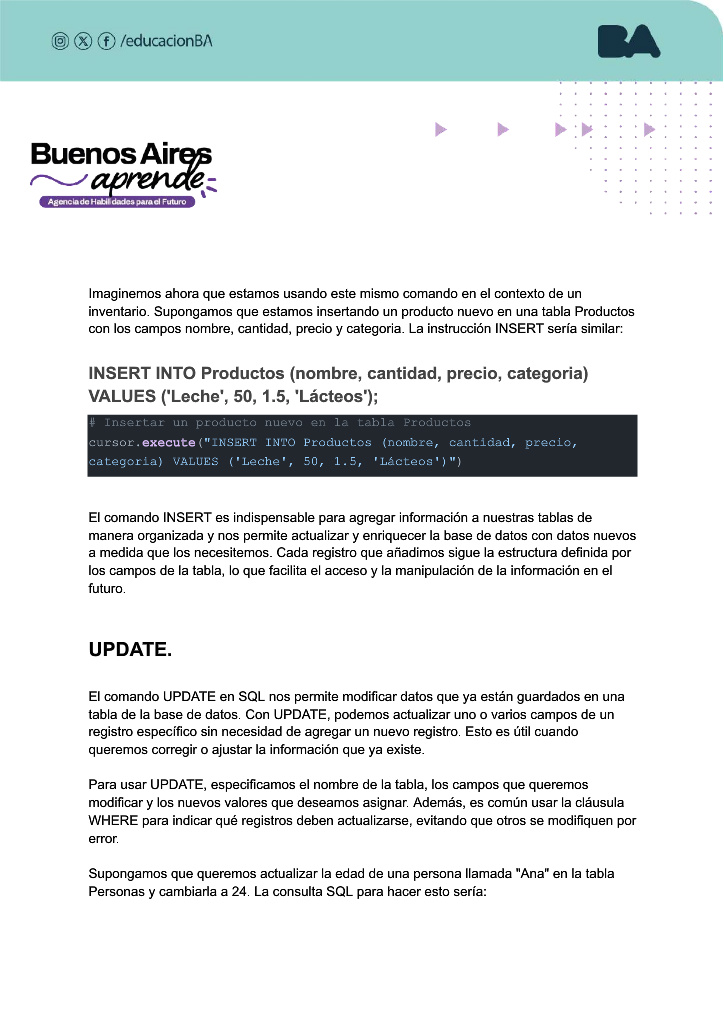 /educacionBA
BA
Buenos Aires
aprende
Agencia de Habilidades para el Futuro
Imaginemos ahora que estamos usando este mismo comando en el contexto de un
inventario. Supongamos que estamos insertando un producto nuevo en una tabla Productos
con los campos nombre, cantidad, precio y categoria. La instrucción INSERT sería similar:
INSERT INTO Productos (nombre, cantidad, precio, categoria)
VALUES ('Leche', 50, 1.5, 'Lácteos');
# Insertar un producto nuevo en la tabla Productos
cursor.execute("INSERT INTO Productos (nombre, cantidad, precio,
categoria) VALUES ('Leche', 50, 1.5, 'Lácteos')")
El comando INSERT es indispensable para agregar información a nuestras tablas de
manera organizada y nos permite actualizar y enriquecer la base de datos con datos nuevos
a medida que los necesitemos. Cada registro que añadimos sigue la estructura definida por
los campos de la tabla, lo que facilita el acceso y la manipulación de la información en el
futuro.
UPDATE.
El comando UPDATE en SQL nos permite modificar datos que ya están guardados en una
tabla de la base de datos. Con UPDATE, podemos actualizar uno o varios campos de un
registro específico sin necesidad de agregar un nuevo registro. Esto es útil cuando
queremos corregir o ajustar la información que ya existe.
Para usar UPDATE, especificamos el nombre de la tabla, los campos que queremos
modificar y los nuevos valores que deseamos asignar. Además, es común usar la cláusula
WHERE para indicar qué registros deben actualizarse, evitando que otros se modifiquen por
error.
Supongamos que queremos actualizar la edad de una persona llamada "Ana" en la tabla
Personas y cambiarla a 24. La consulta SQL para hacer esto sería: